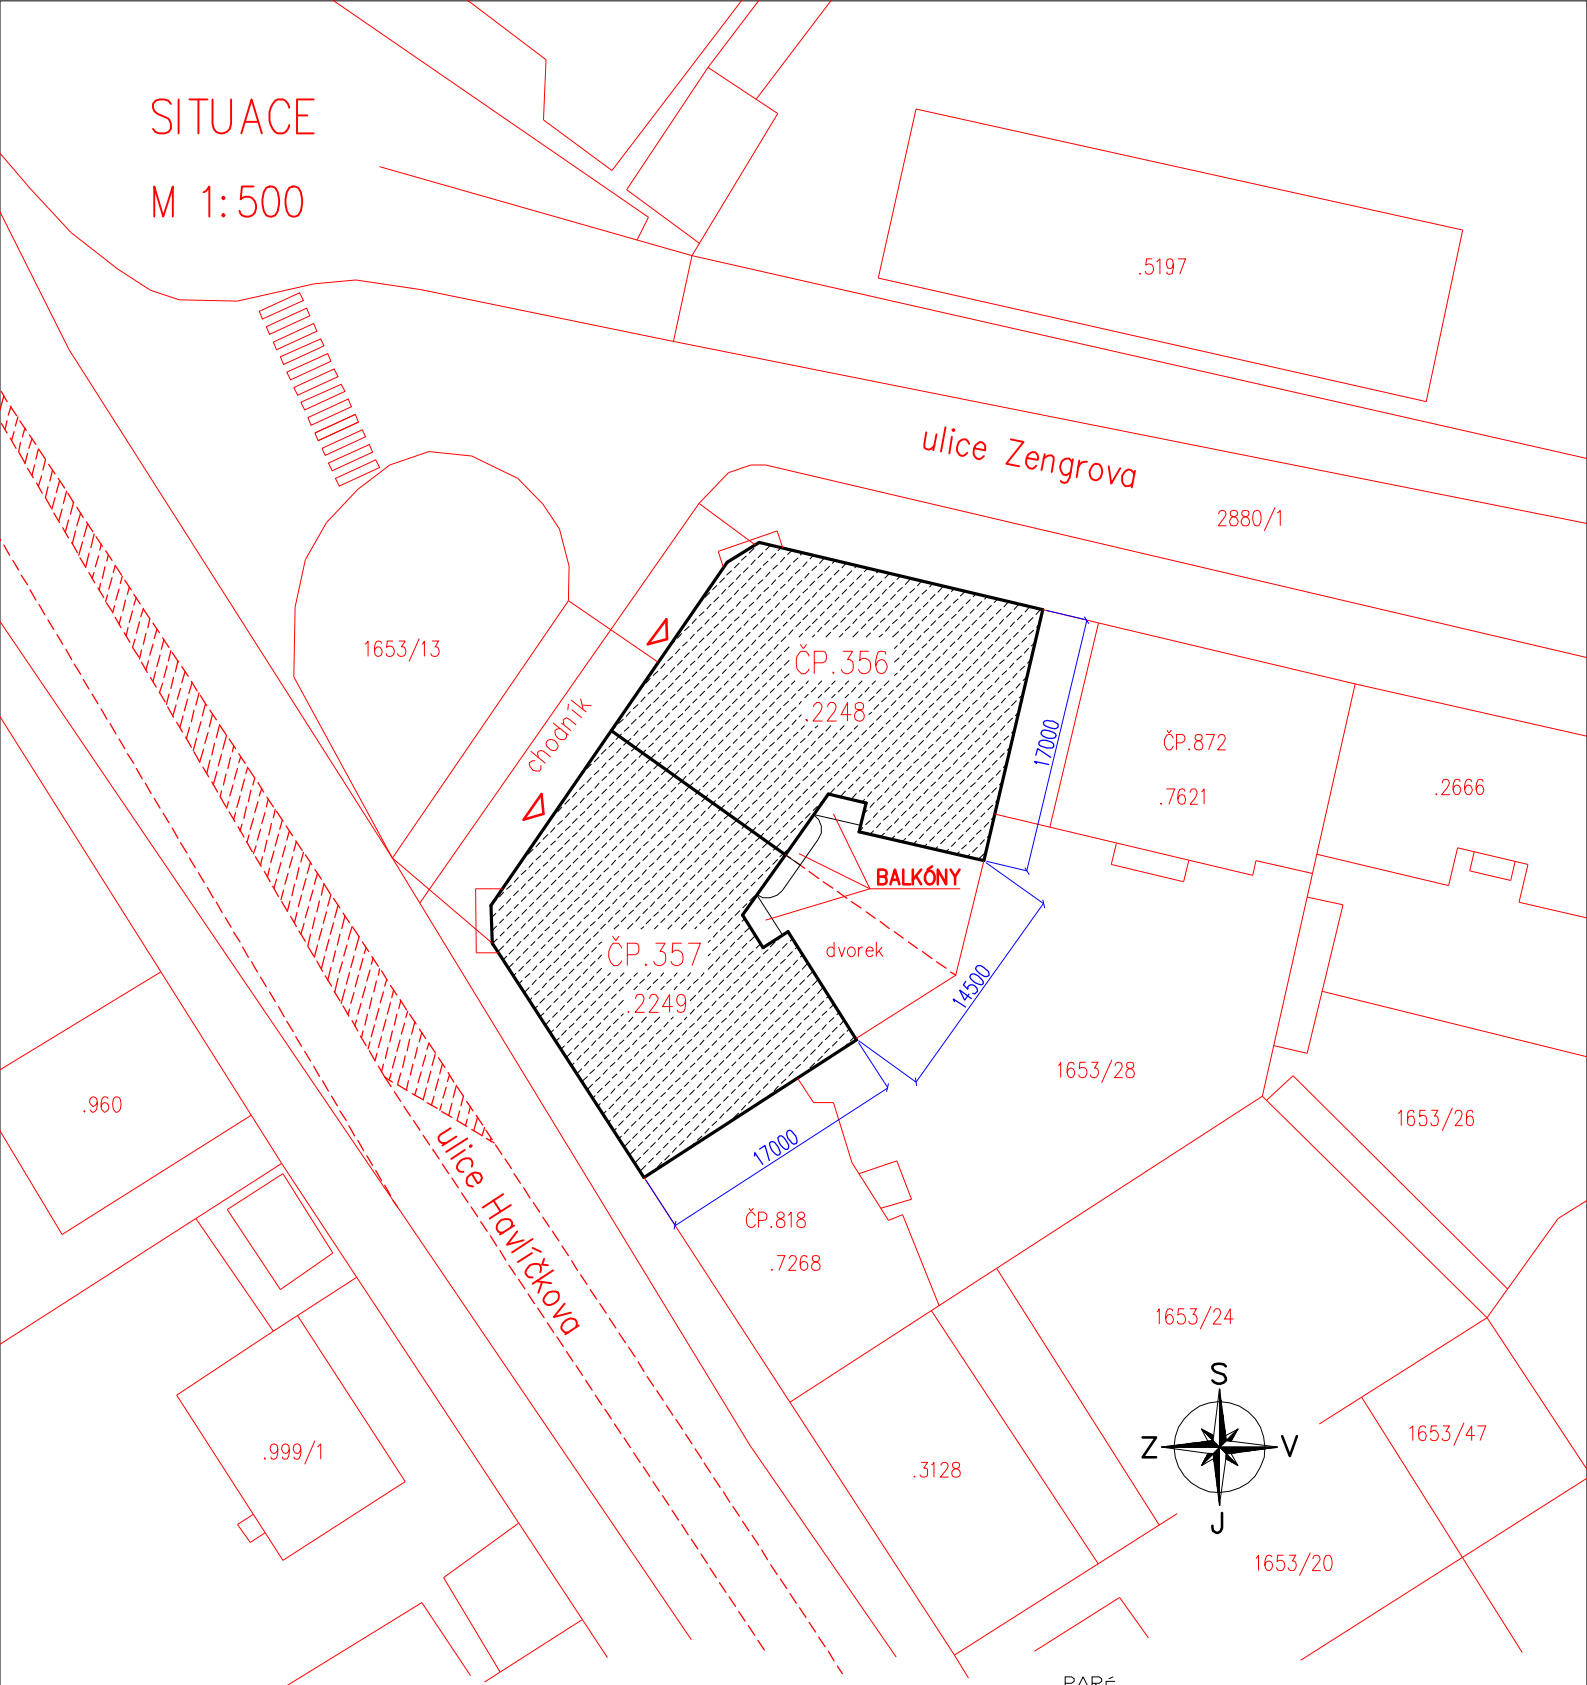 SITUACE
M 1:500
.5197
ulice Zengrova
2880/1
1653/13
ČP.356
.2248
chodník
17000
ČP.872
.7621
.2666
BALKÓNY
dvorek
ČP.357
.2249
14500
1653/28
.960
1653/26
17000
ulice Havlíčkova
ČP.818
.7268
1653/24
S
Z
V
J
1653/47
.999/1
.3128
1653/20